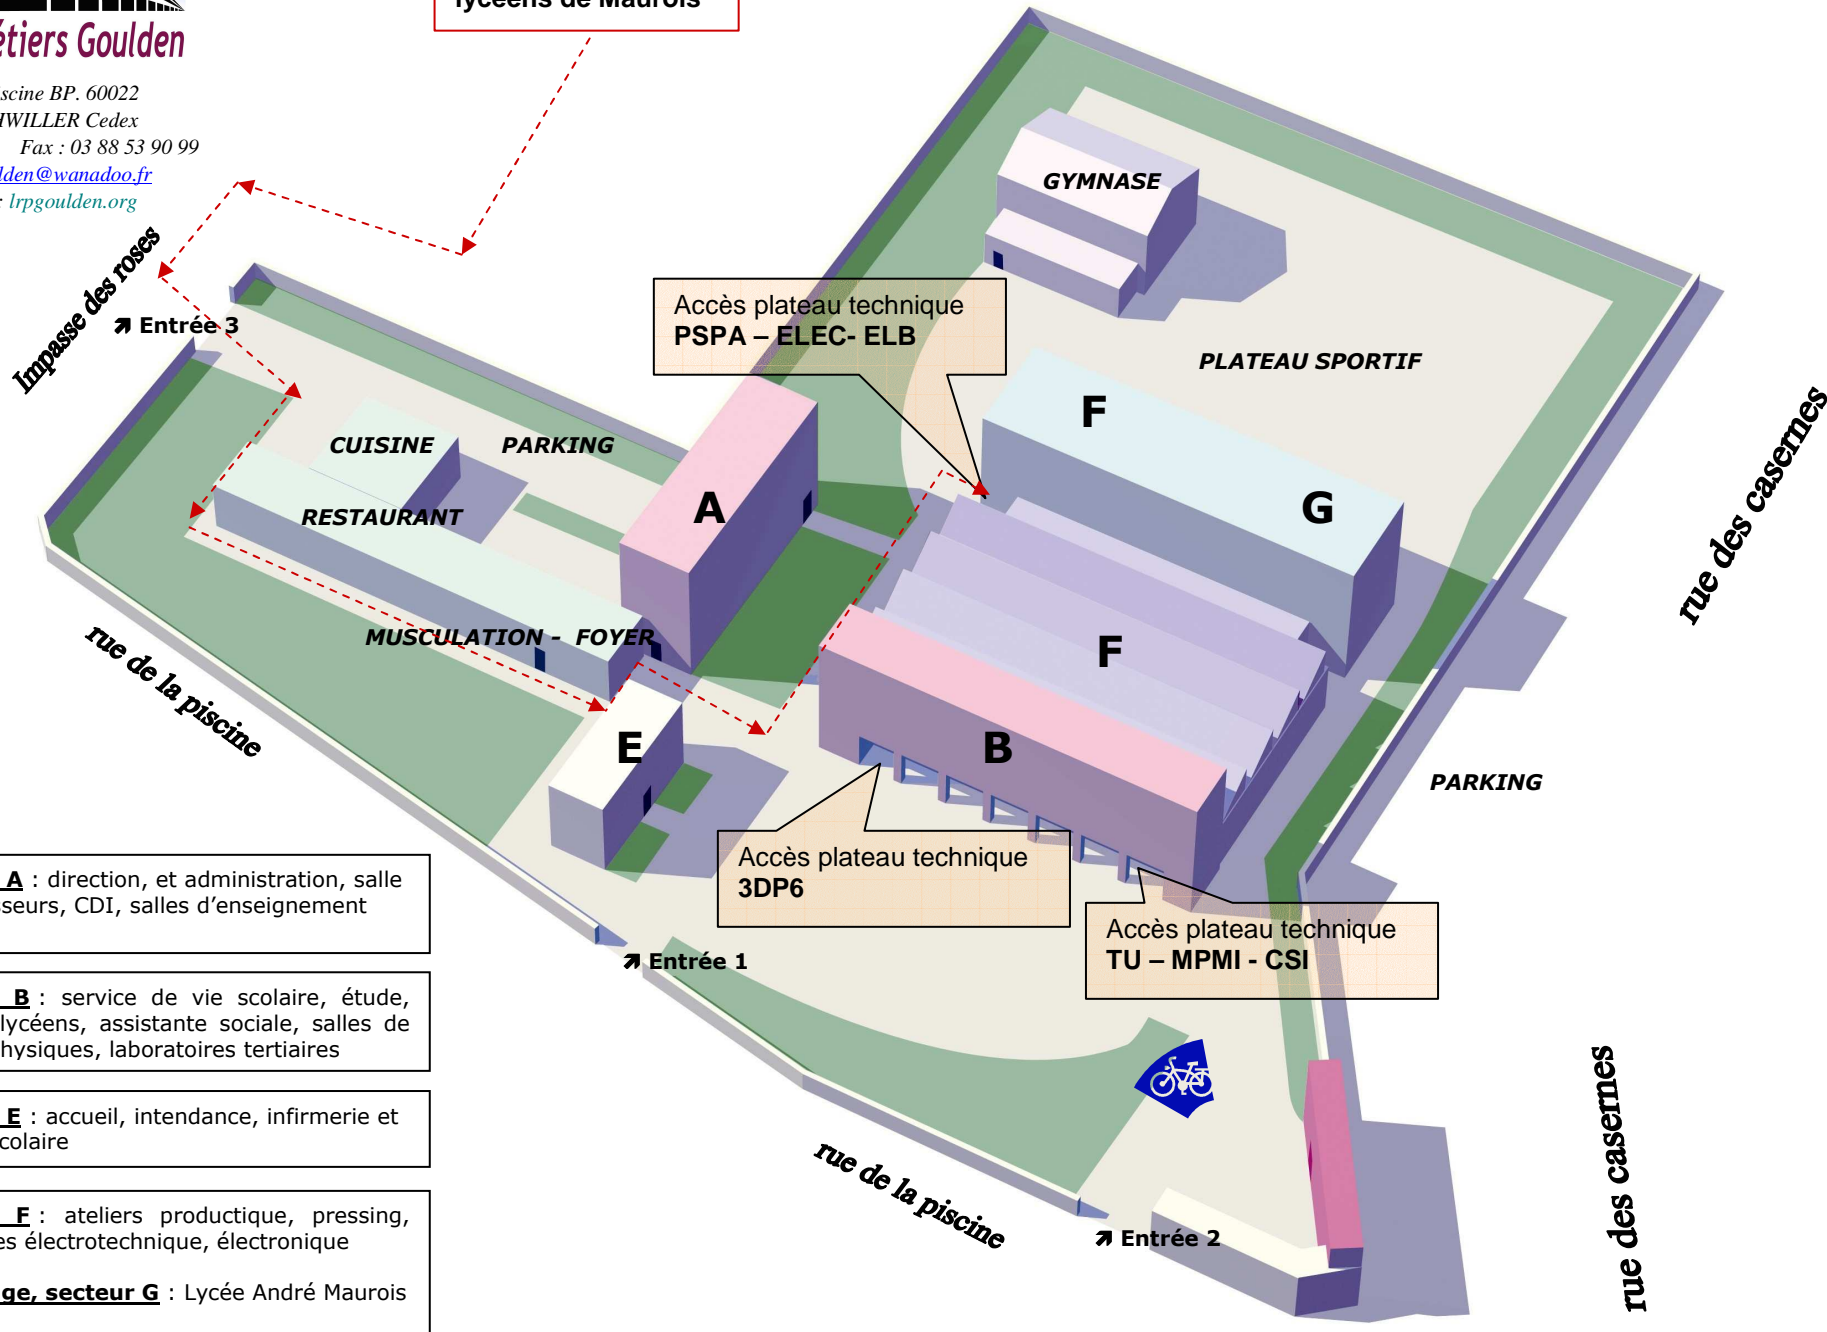 lycéens de Maurois
étiers Goulden
scine BP. 60022
WILLER Cedex
Fax : 03 88 53 90 99
lden@wanadoo.fr
: lrpgoulden.org
Impasse des roses
Entrée 3
GYMNASE
Accès plateau technique
PSPA – ELEC- ELB
PLATEAU SPORTIF
rue des casernes
CUISINE
PARKING
RESTAURANT
A
F
G
MUSCULATION - FOYER
F
rue de la piscine
E
B
PARKING
Accès plateau technique
3DP6
Accès plateau technique
TU – MPMI - CSI
A : direction, et administration, salle
sseurs, CDI, salles d'enseignement
B : service de vie scolaire, étude,
lycéens, assistante sociale, salles de
hysiques, laboratoires tertiaires
E : accueil, intendance, infirmerie et
colaire
F : ateliers productique, pressing,
es électrotechnique, électronique
ge, secteur G : Lycée André Maurois
Entrée 1
rue de la piscine
Entrée 2
rue des casernes